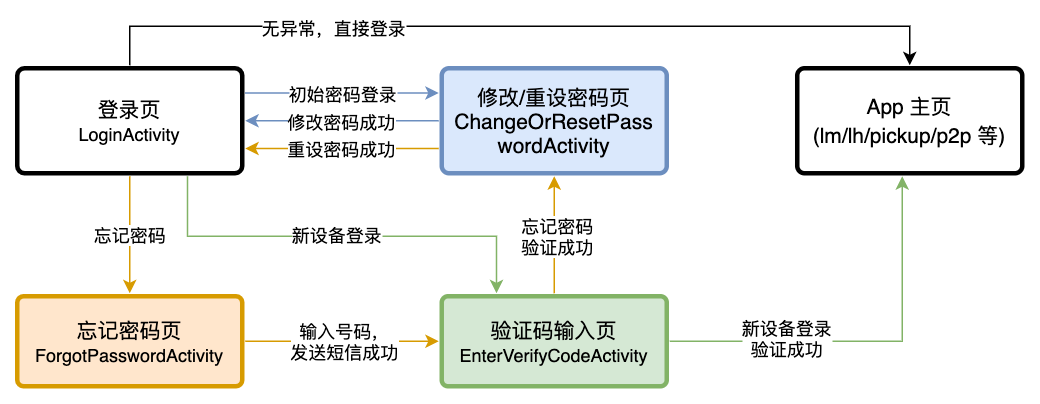 无异常，直接登录
登录页
LoginActivity
初始密码登录
修改密码成功
重设密码成功
修改/重设密码页
ChangeOrResetPass
wordActivity
App 主页
(lm/lh/pickup/p2p 等)
忘记密码
新设备登录
忘记密码
验证成功
忘记密码页
ForgotPasswordActivity
输入号码，
发送短信成功
验证码输入页
EnterVerifyCodeActivity
新设备登录
验证成功